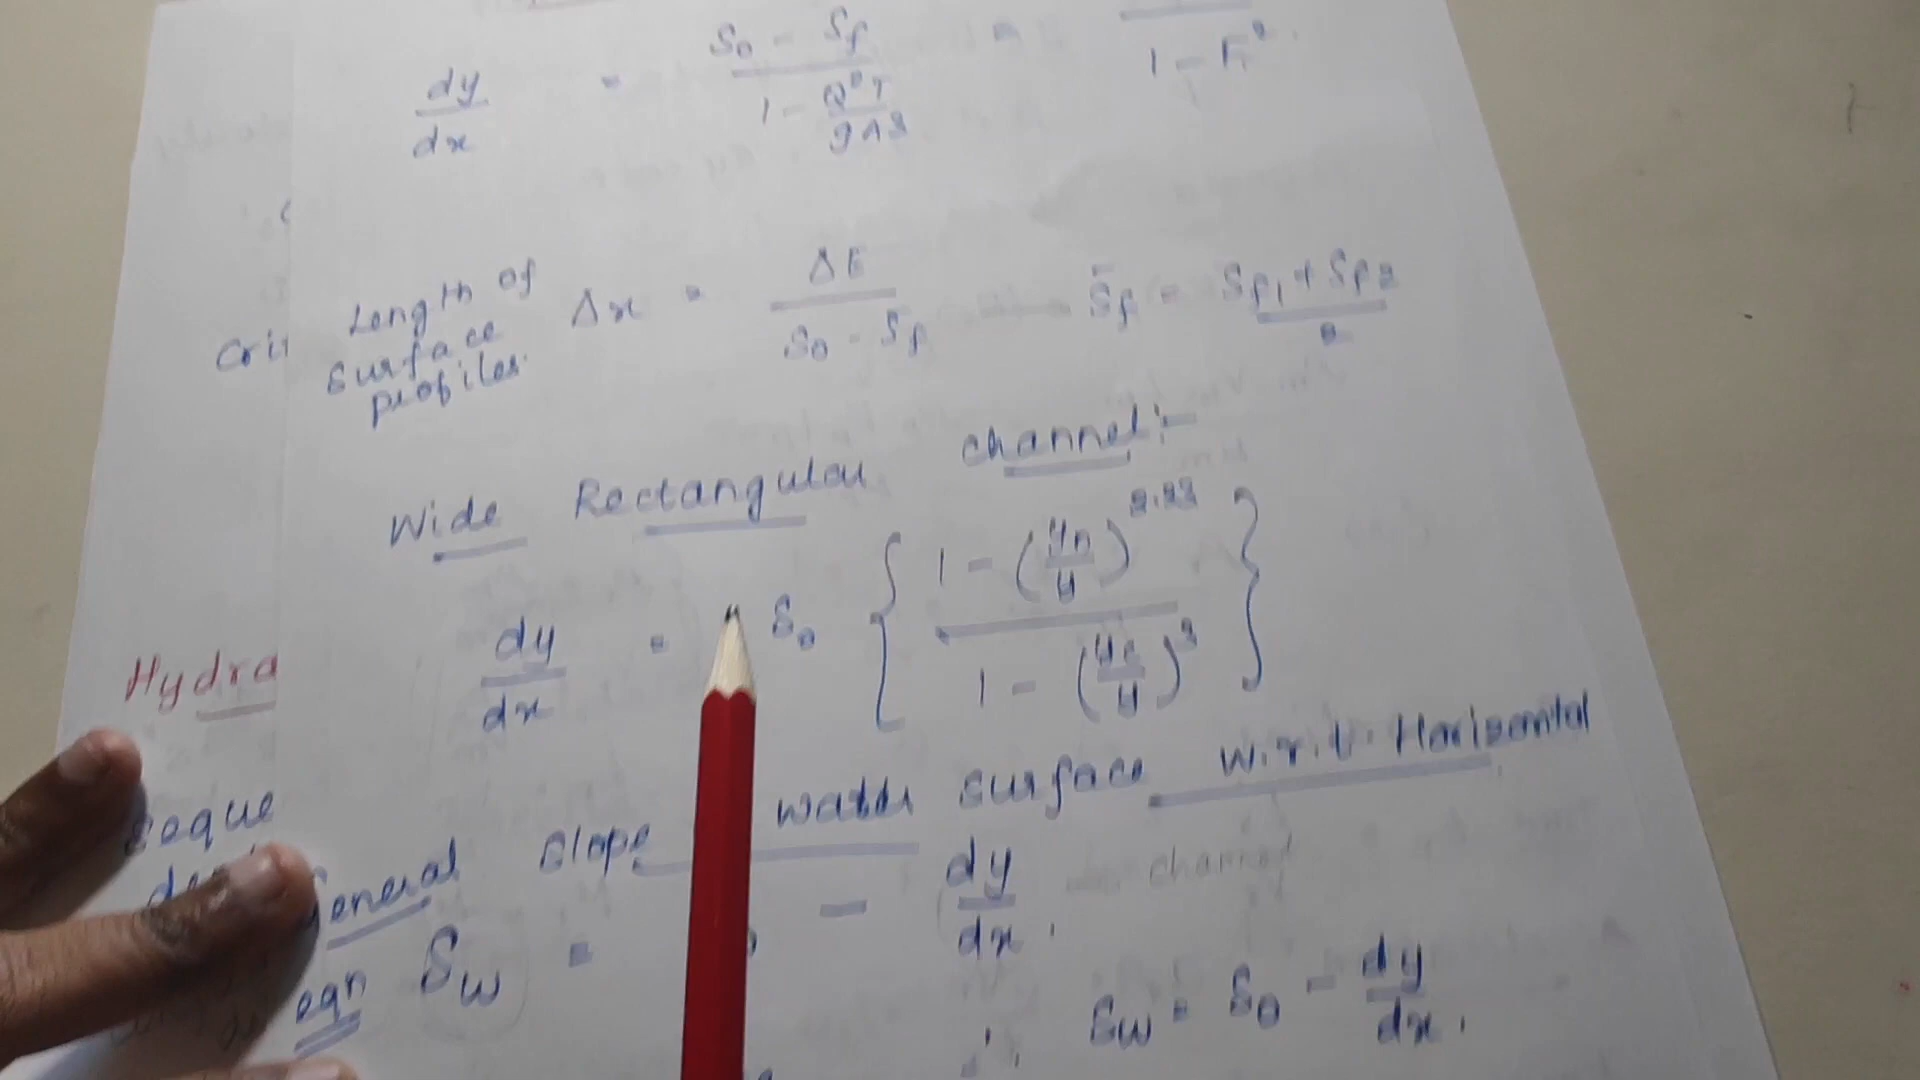 dy/dx = S₀ - Sf / 1 - Q²T/gA³ = 1 - Fr²
Length of surface profiles. Δx = ΔE / S₀ - S̄f S̄f = Sf₁ + Sf₂ / 2
Cri
Wide Rectangular channel:-
dy/dx = S₀ { 1 - (yn/y)^3.33 / 1 - (yc/y)^3 }
Hydra
General slope water surface w.r.t. Horizontal
Seque
eqn Sw = - dy/dx.
∴ Sw = S₀ - dy/dx.